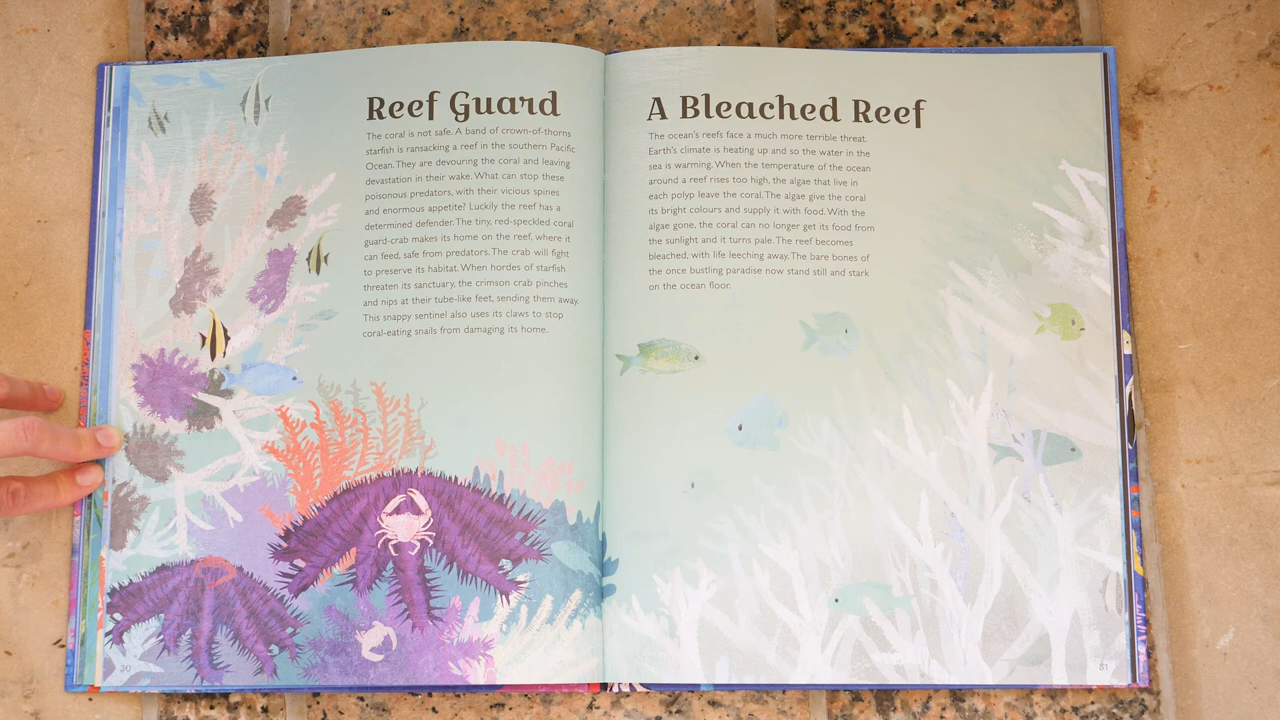 Reef Guard
The coral is not safe. A band of crown-of-thorns
starfish is ransacking a reef in the southern Pacific
Ocean. They are devouring the coral and leaving
devastation in their wake. What can stop these
poisonous predators, with their vicious spines
and enormous appetite? Luckily the reef has a
determined defender. The tiny, red-speckled coral
guard-crab makes its home on the reef, where it
can feed, safe from predators. The crab will fight
to preserve its habitat. When hordes of starfish
threaten its sanctuary, the crimson crab pinches
and nips at their tube-like feet, sending them away.
This snappy sentinel also uses its claws to stop
coral-eating snails from damaging its home.
30
A Bleached Reef
The ocean's reefs face a much more terrible threat.
Earth's climate is heating up and so the water in the
sea is warming. When the temperature of the ocean
around a reef rises too high, the algae that live in
each polyp leave the coral. The algae give the coral
its bright colours and supply it with food. With the
algae gone, the coral can no longer get its food from
the sunlight and it turns pale. The reef becomes
bleached, with life leeching away. The bare bones of
the once bustling paradise now stand still and stark
on the ocean floor.
31